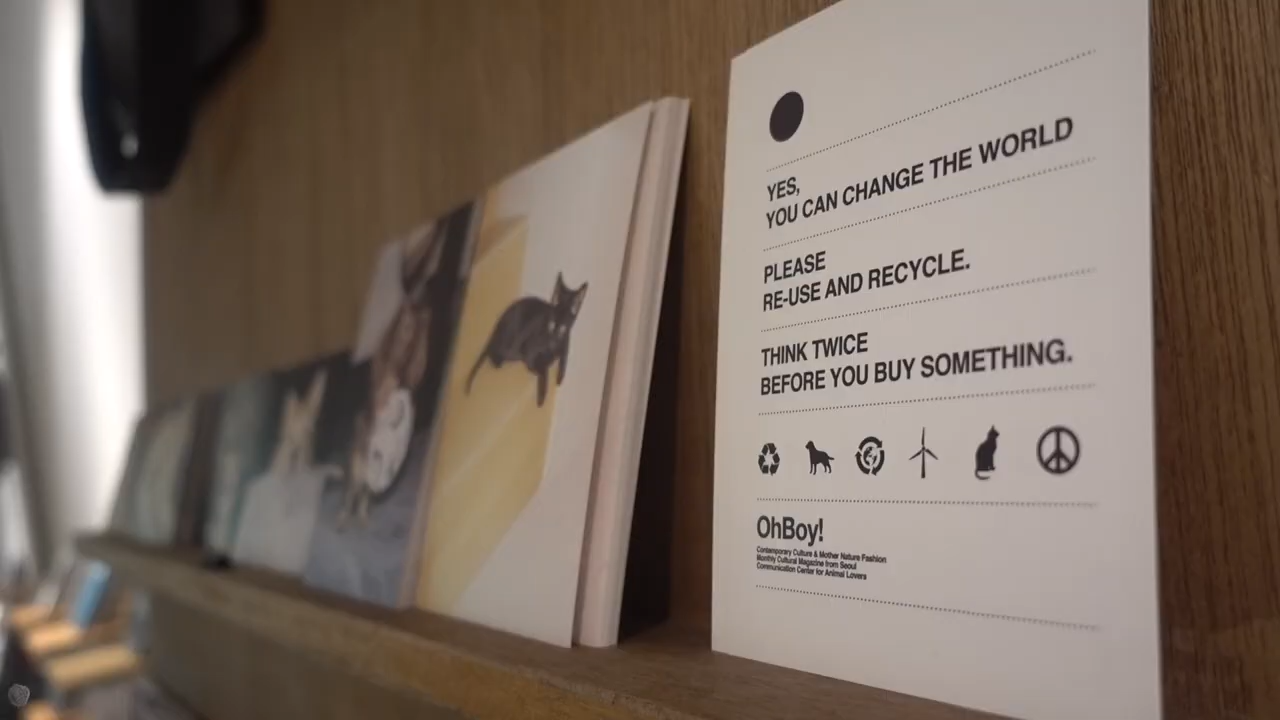 YES,
YOU CAN CHANGE THE WORLD
PLEASE
RE-USE AND RECYCLE.
THINK TWICE
BEFORE YOU BUY SOMETHING.
OhBoy!
Contemporary Culture & Mother Nature Fashion
Monthly Cultural Magazine from Seoul
Communication Center for Animal Lovers